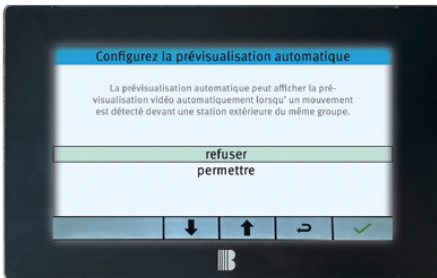 Configurez la prévisualisation automatique
La prévisualisation automatique peut afficher la pré-
visualisation vidéo automatiquement lorsqu' un mouvement
est détecté devant une station extérieure du même groupe.
refuser
permettre
B